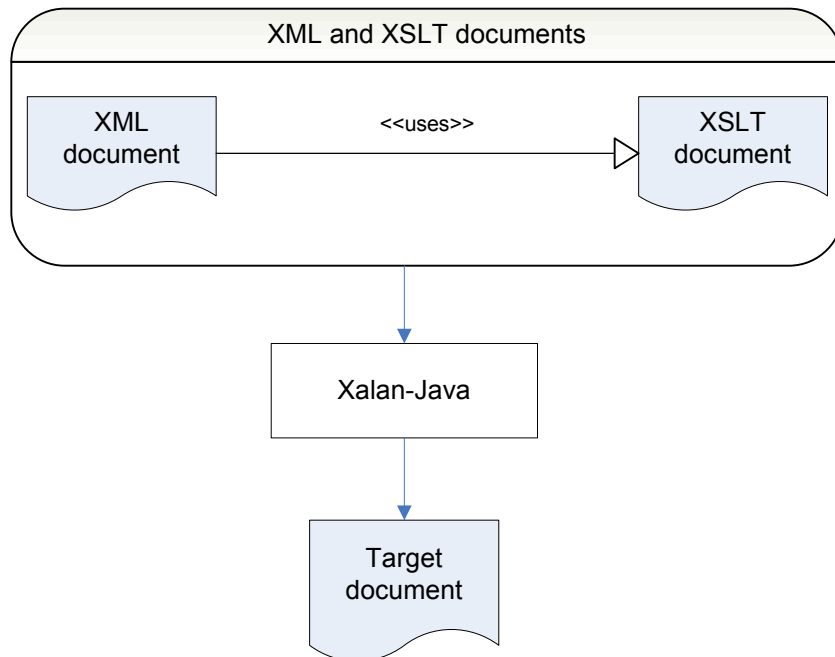 XML and XSLT documents
XML
document
<<uses>>
XSLT
document
Xalan-Java
Target
document